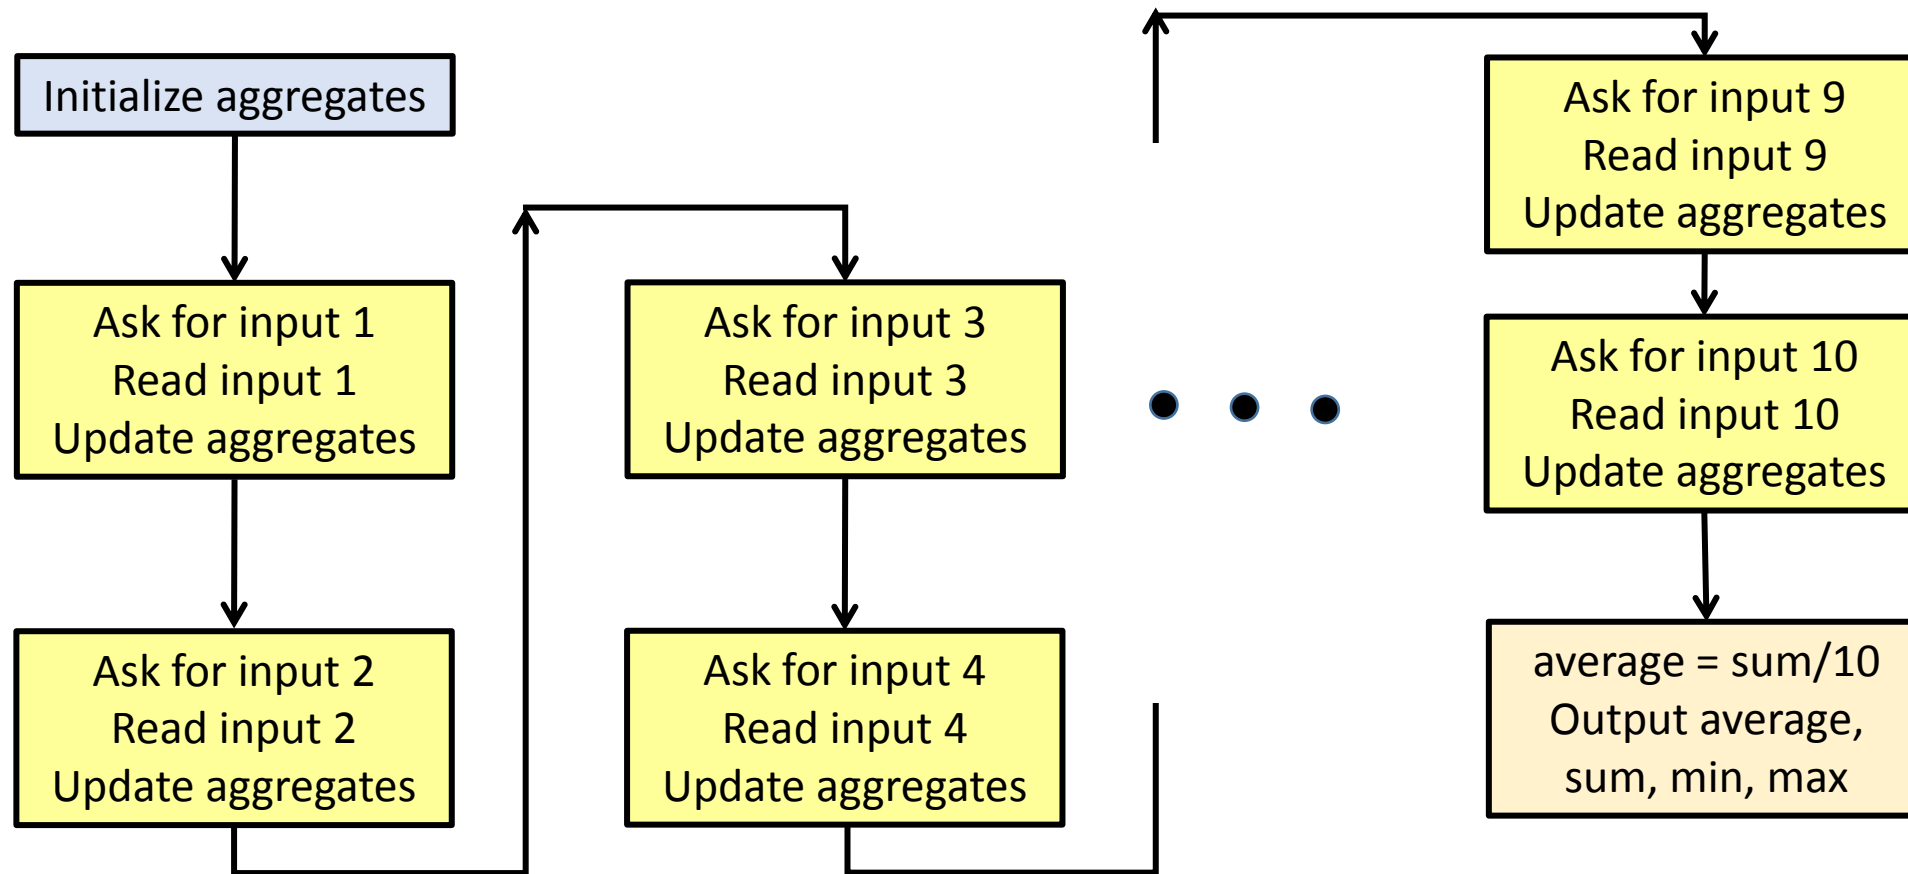 Initialize aggregates
Ask for input 1
Read input 1
Update aggregates
Ask for input 2
Read input 2
Update aggregates
Ask for input 3
Read input 3
Update aggregates
Ask for input 4
Read input 4
Update aggregates
Ask for input 9
Read input 9
Update aggregates
Ask for input 10
Read input 10
Update aggregates
average = sum/10
Output average,
sum, min, max